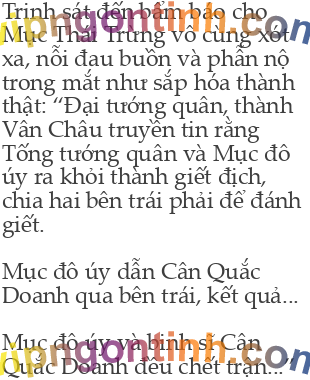 Trinh sát đến bẩm báo cho
Mục Thái Trưng vô cùng xót
xa, nỗi đau buồn và phẫn nộ
trong mắt như sắp hóa thành
thật: “Đại tướng quân, thành
Vân Châu truyền tin rằng
Tống tướng quân và Mục đô
úy ra khỏi thành giết địch,
chia hai bên trái phải để đánh
giết.
Mục đô úy dẫn Cân Quắc
Doanh qua bên trái, kết quả...
Mục đô úy và binh sĩ Cân
Quắc Doanh đều chết trận...”
vipngontinh.com
vipngontinh.com